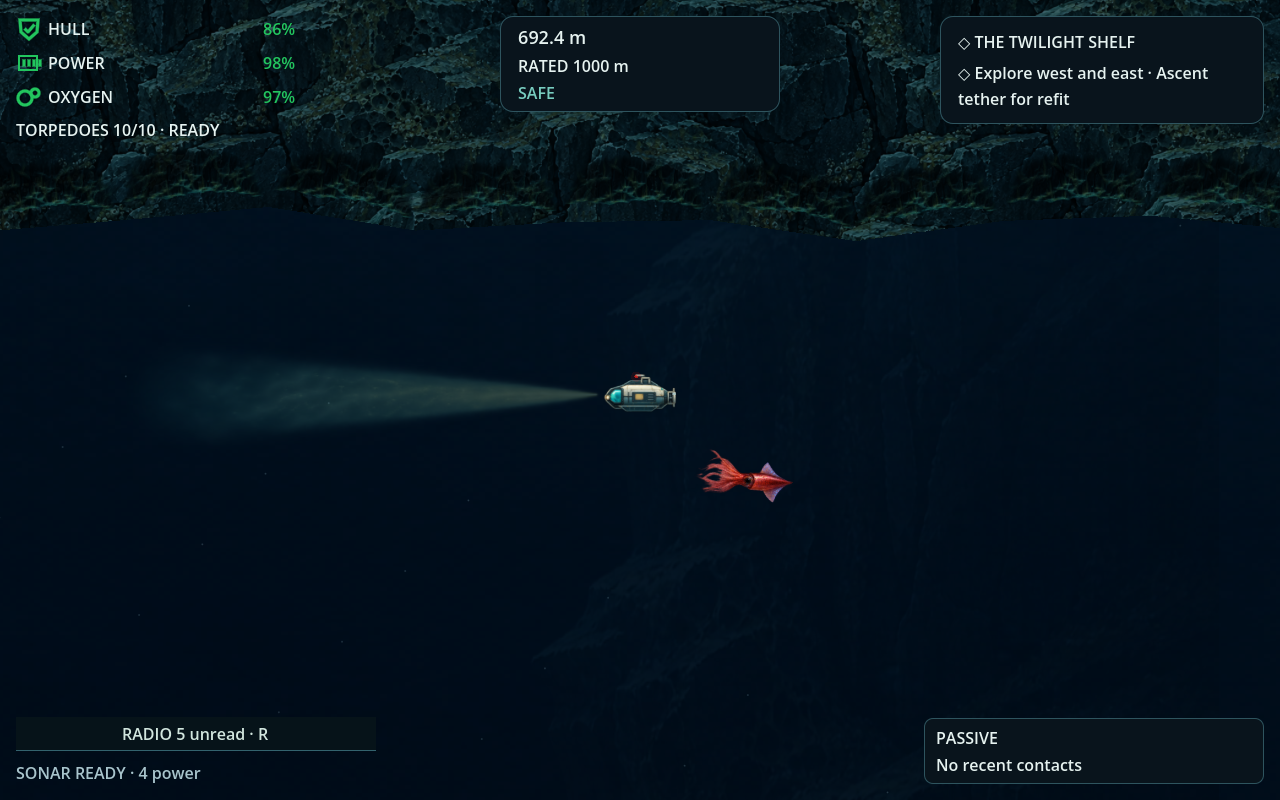 HULL 86%
POWER 98%
OXYGEN 97%
TORPEDOES 10/10 · READY
692.4 m
RATED 1000 m
SAFE
◇ THE TWILIGHT SHELF
◇ Explore west and east · Ascent
tether for refit
RADIO 5 unread · R
SONAR READY · 4 power
PASSIVE
No recent contacts